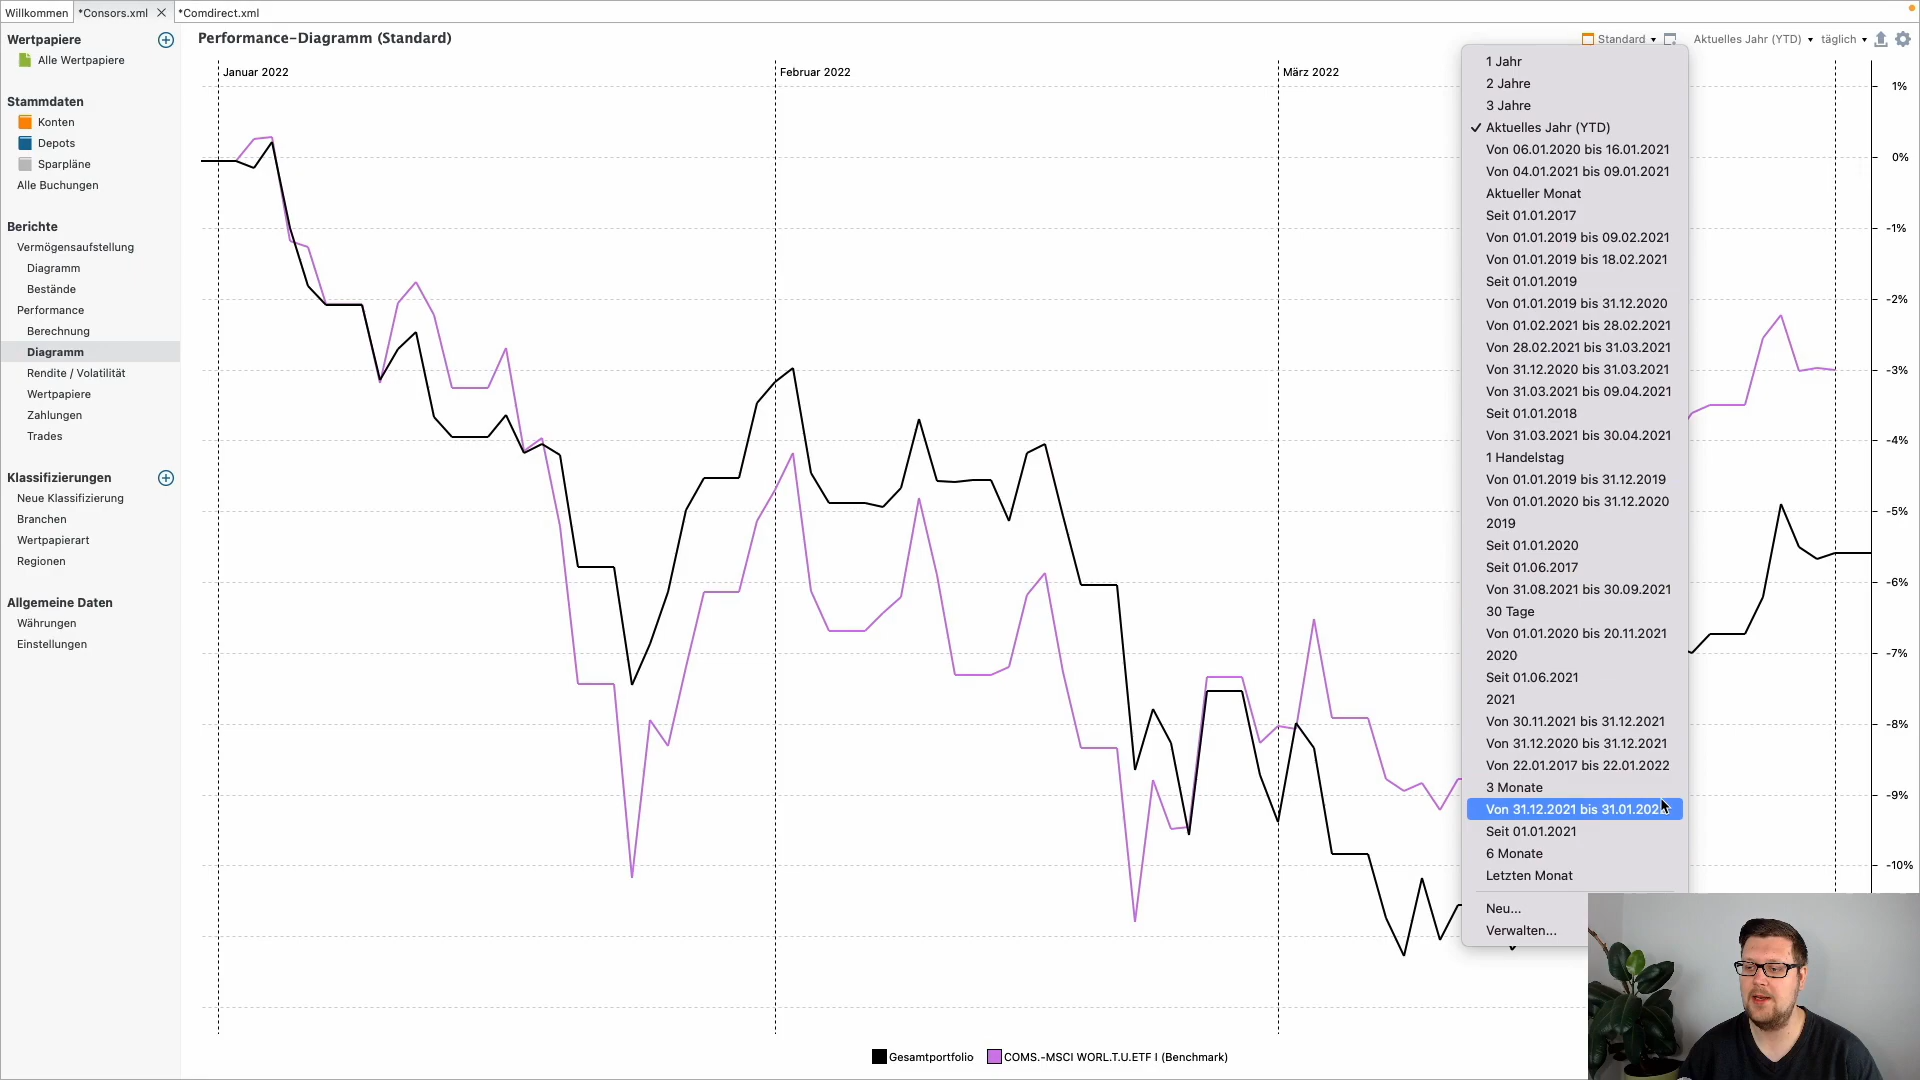 Willkommen
*Consors.xml
*Comdirect.xml
Wertpapiere
Alle Wertpapiere
Stammdaten
Konten
Depots
Sparpläne
Alle Buchungen
Berichte
Vermögensaufstellung
Diagramm
Bestände
Performance
Berechnung
Diagramm
Rendite / Volatilität
Wertpapiere
Zahlungen
Trades
Klassifizierungen
Neue Klassifizierung
Branchen
Wertpapierart
Regionen
Allgemeine Daten
Währungen
Einstellungen
Performance-Diagramm (Standard)
Standard
Aktuelles Jahr (YTD)
täglich
Januar 2022
Februar 2022
März 2022
1 Jahr
2 Jahre
3 Jahre
Aktuelles Jahr (YTD)
Von 06.01.2020 bis 16.01.2021
Von 04.01.2021 bis 09.01.2021
Aktueller Monat
Seit 01.01.2017
Von 01.01.2019 bis 09.02.2021
Von 01.01.2019 bis 18.02.2021
Seit 01.01.2019
Von 01.01.2019 bis 31.12.2020
Von 01.02.2021 bis 28.02.2021
Von 28.02.2021 bis 31.03.2021
Von 31.12.2020 bis 31.03.2021
Von 31.03.2021 bis 09.04.2021
Seit 01.01.2018
Von 31.03.2021 bis 30.04.2021
1 Handelstag
Von 01.01.2019 bis 31.12.2019
Von 01.01.2020 bis 31.12.2020
2019
Seit 01.01.2020
Seit 01.06.2017
Von 31.08.2021 bis 30.09.2021
30 Tage
Von 01.01.2020 bis 20.11.2021
2020
Seit 01.06.2021
2021
Von 30.11.2021 bis 31.12.2021
Von 31.12.2020 bis 31.12.2021
Von 22.01.2017 bis 22.01.2022
3 Monate
Von 31.12.2021 bis
Seit 01.01.2021
6 Monate
Letzten Monat
Neu...
Verwalten...
1%
0%
-1%
-2%
-3%
-4%
-5%
-6%
-7%
-8%
-9%
-10%
Gesamtportfolio
COMS.-MSCI WORL.T.U.ETF I (Benchmark)